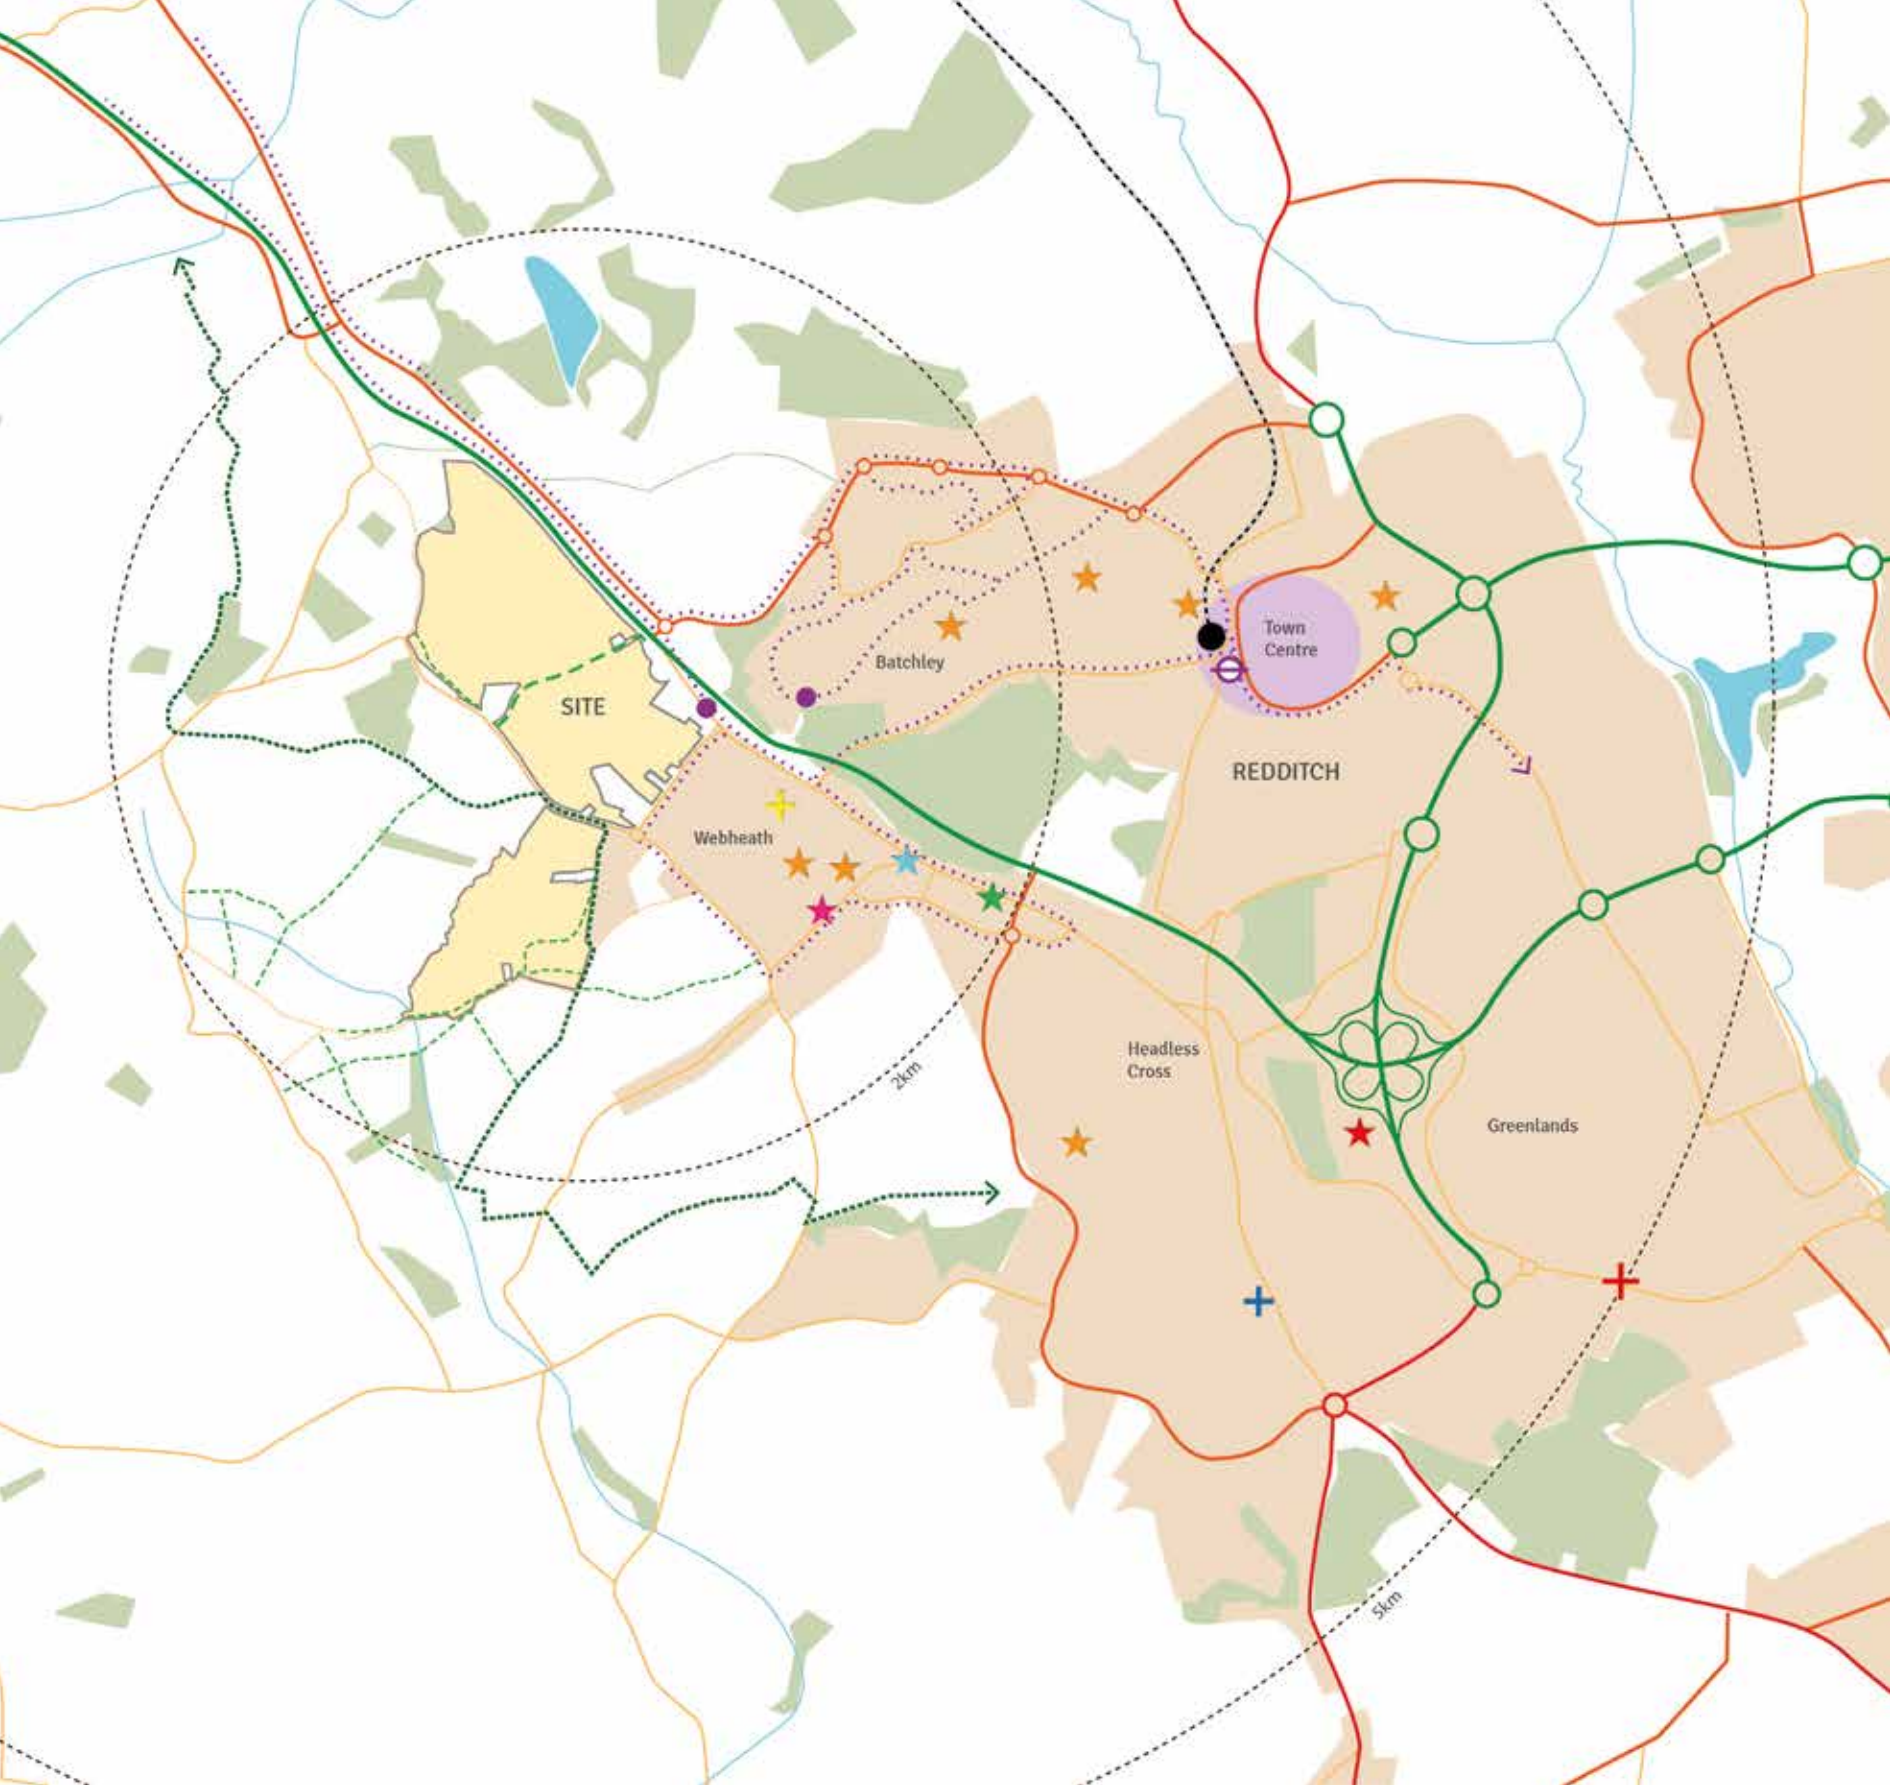 Town
Centre
Batchley
SITE
REDDITCH
Webheath
Headless
Cross
2km
Greenlands
5km